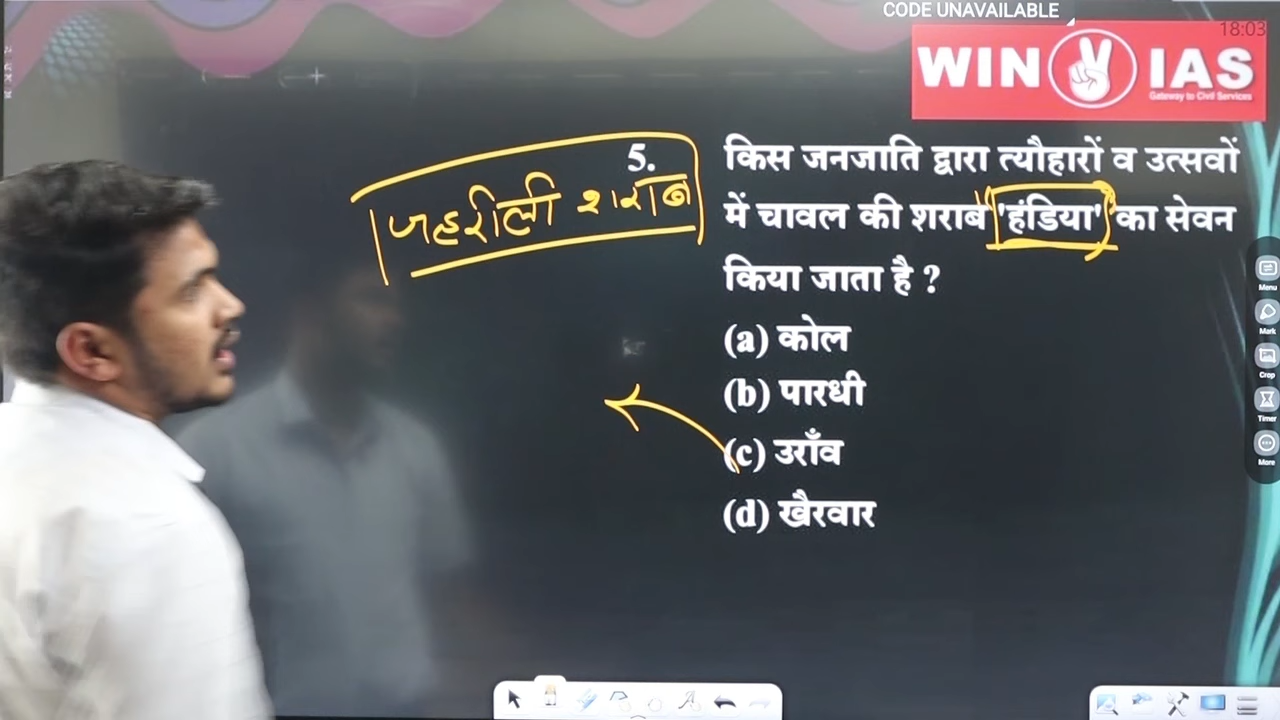 CODE UNAVAILABLE
18:03
WIN IAS
Gateway to Civil Services
जहरीली शराब
5. किस जनजाति द्वारा त्यौहारों व उत्सवों
में चावल की शराब 'हंडिया' का सेवन
किया जाता है ?
(a) कोल
(b) पारधी
(c) उराँव
(d) खैरवार
Menu
Mark
Crop
Timer
More